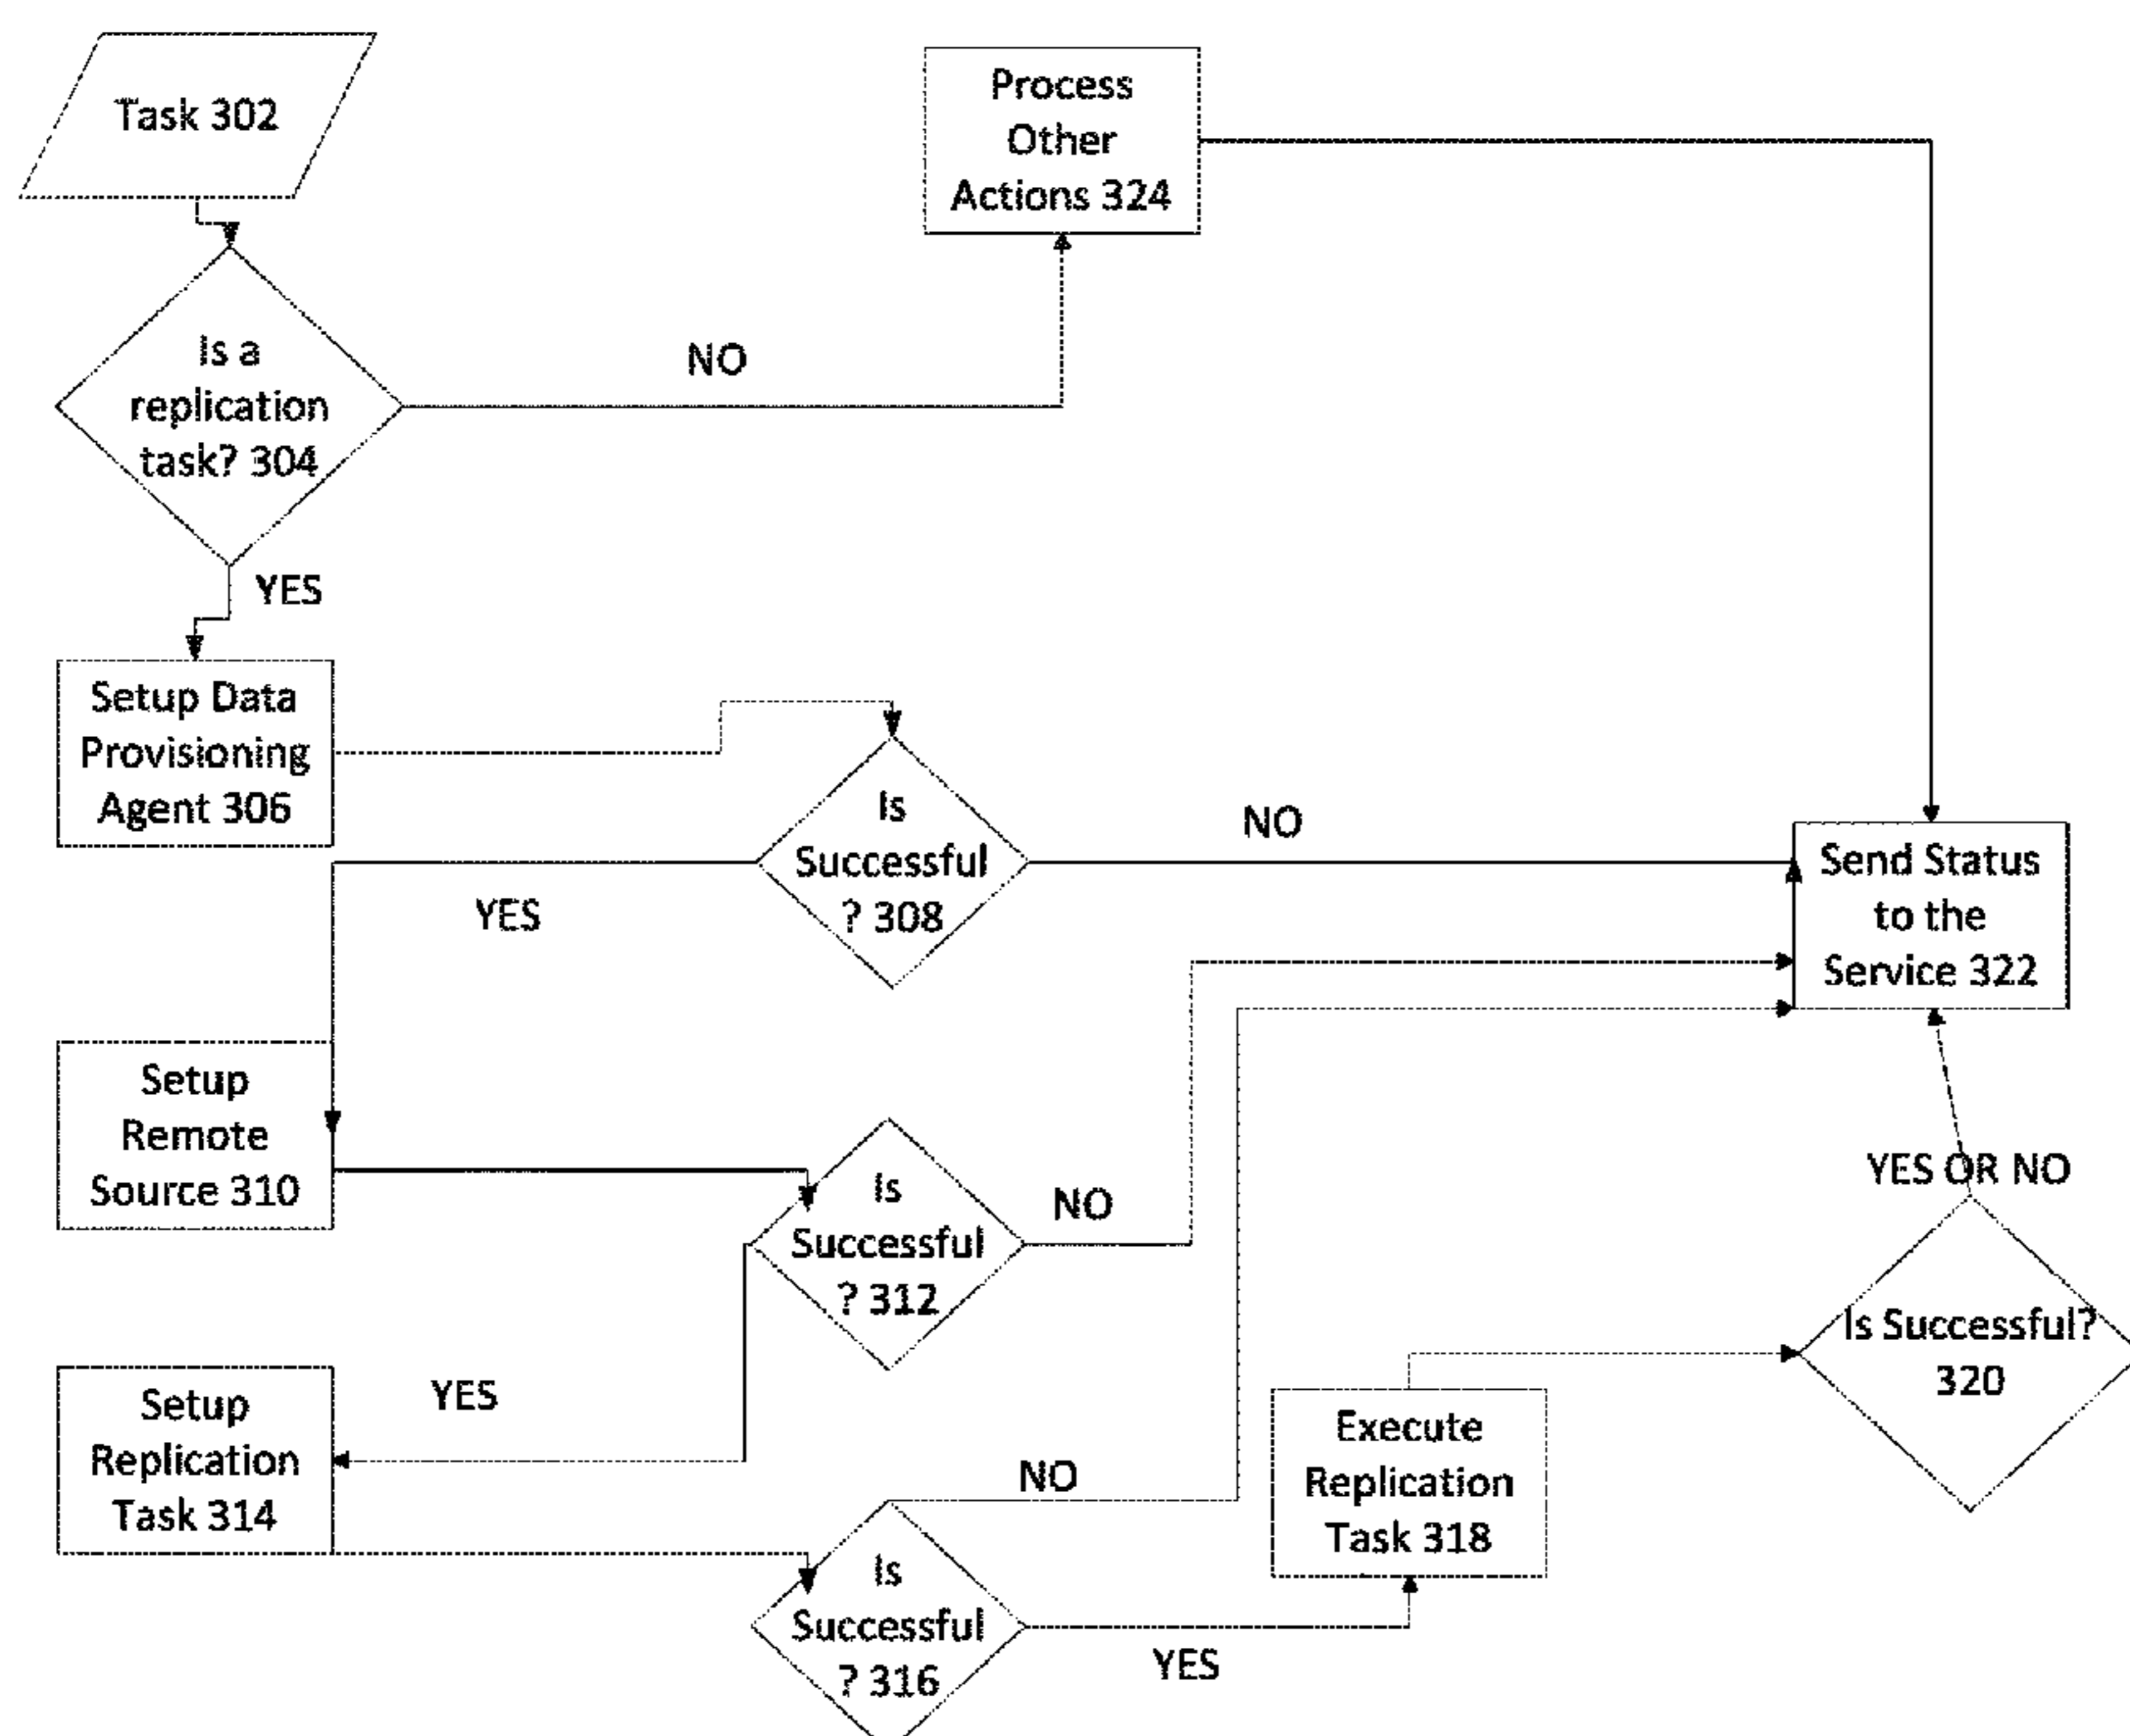 Task 302
Process
Other
Actions 324
Is a
replication
task? 304
NO
YES
Setup Data
Provisioning
Agent 306
Is
Successful
? 308
NO
YES
Send Status
to the
Service 322
Setup
Remote
Source 310
Is
Successful
? 312
NO
YES
YES OR NO
Is Successful?
320
Setup
Replication
Task 314
NO
Execute
Replication
Task 318
Is
Successful
? 316
YES